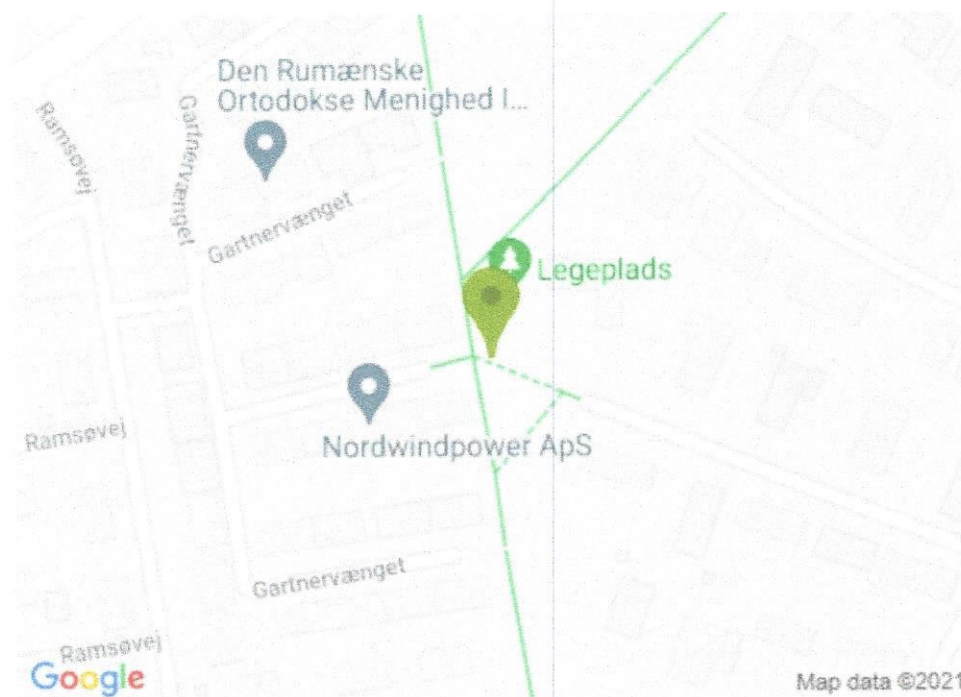 Den Rumænske
Ortodokse Menighed I...
Ramsøvej
Gartnervænget
Gartnervænget
Legeplads
Ramsøvej
Nordwindpower ApS
Gartnervænget
Ramsøvej
Google
Map data ©2021